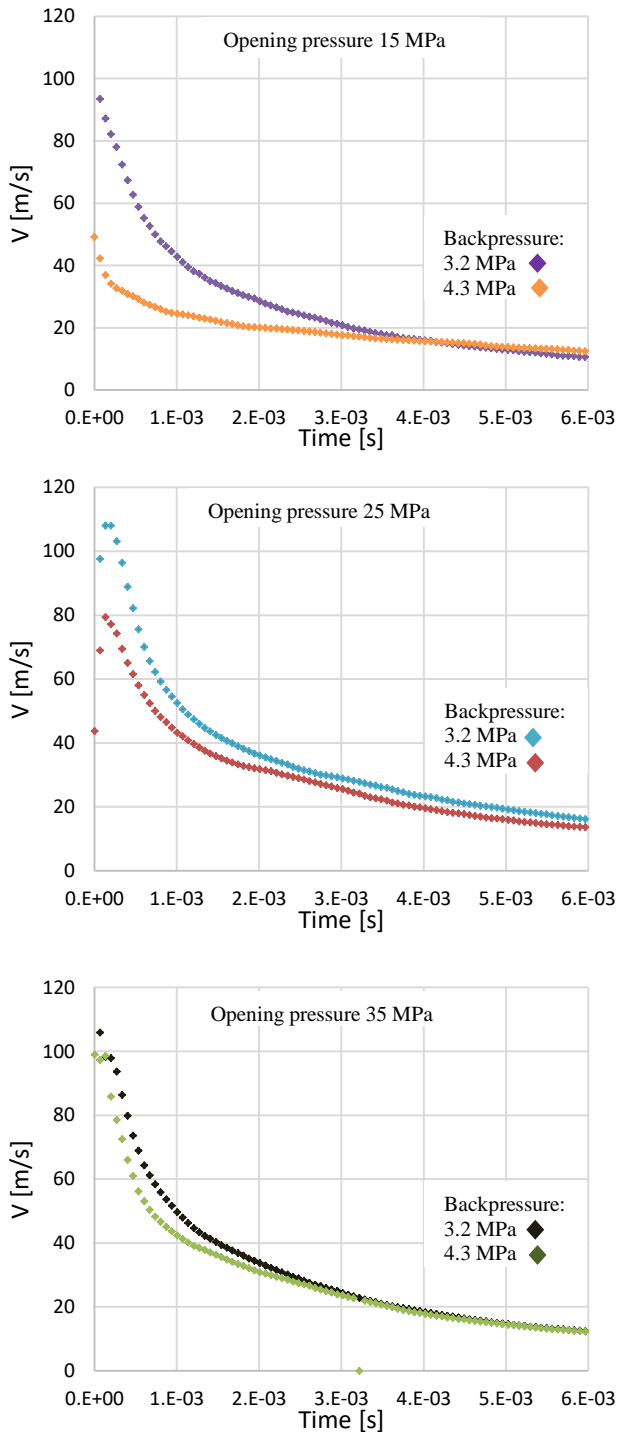 120
Opening pressure 15 MPa
100
80
60
V [m/s]
Backpressure:
3.2 MPa
4.3 MPa
40
20
0
0.E+00 1.E-03 2.E-03 3.E-03 4.E-03 5.E-03 6.E-03
Time [s]
120
Opening pressure 25 MPa
100
80
60
V [m/s]
Backpressure:
3.2 MPa
4.3 MPa
40
20
0
0.E+00 1.E-03 2.E-03 3.E-03 4.E-03 5.E-03 6.E-03
Time [s]
120
Opening pressure 35 MPa
100
80
60
V [m/s]
Backpressure:
3.2 MPa
4.3 MPa
40
20
0
0.E+00 1.E-03 2.E-03 3.E-03 4.E-03 5.E-03 6.E-03
Time [s]